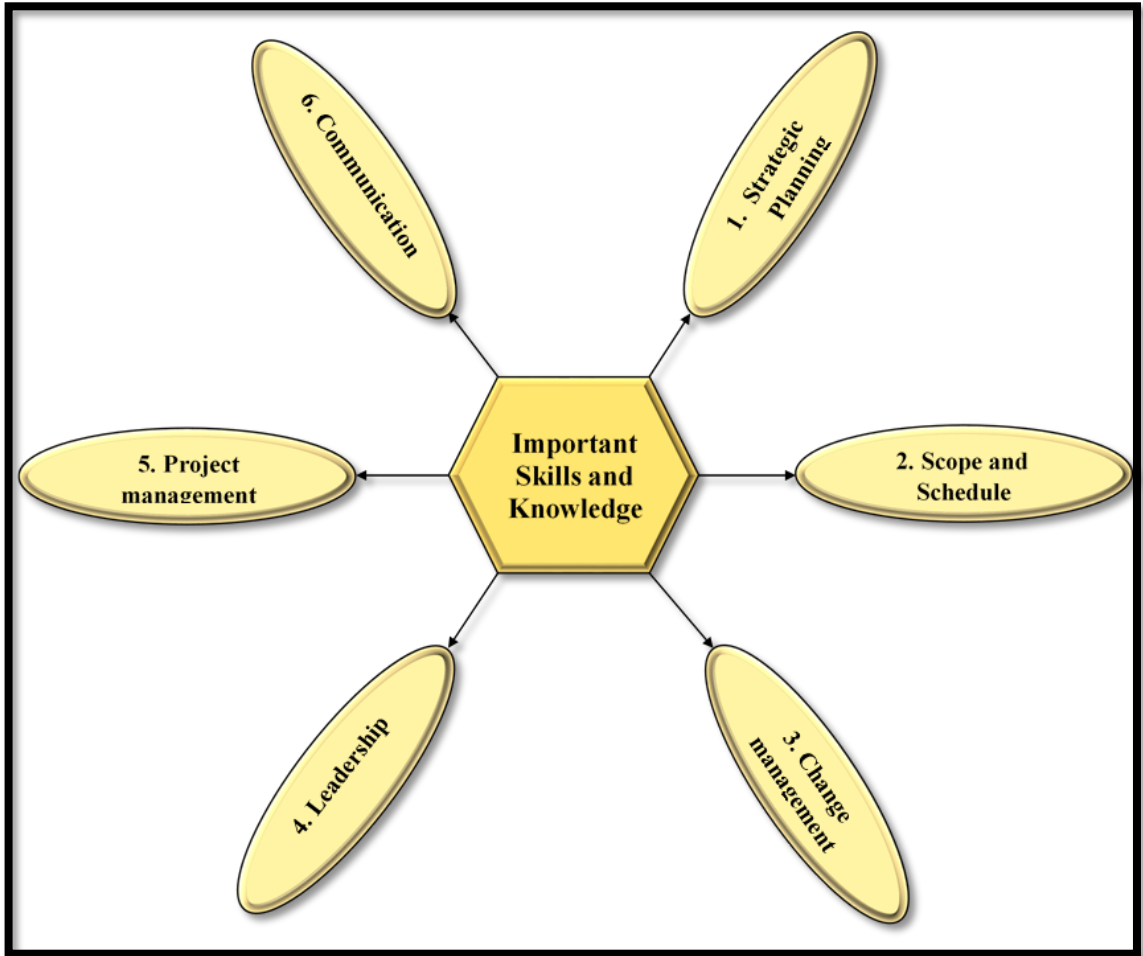 Important
Skills and
Knowledge
1. Strategic
Planning
2. Scope and
Schedule
3. Change
management
4. Leadership
5. Project
management
6. Communication